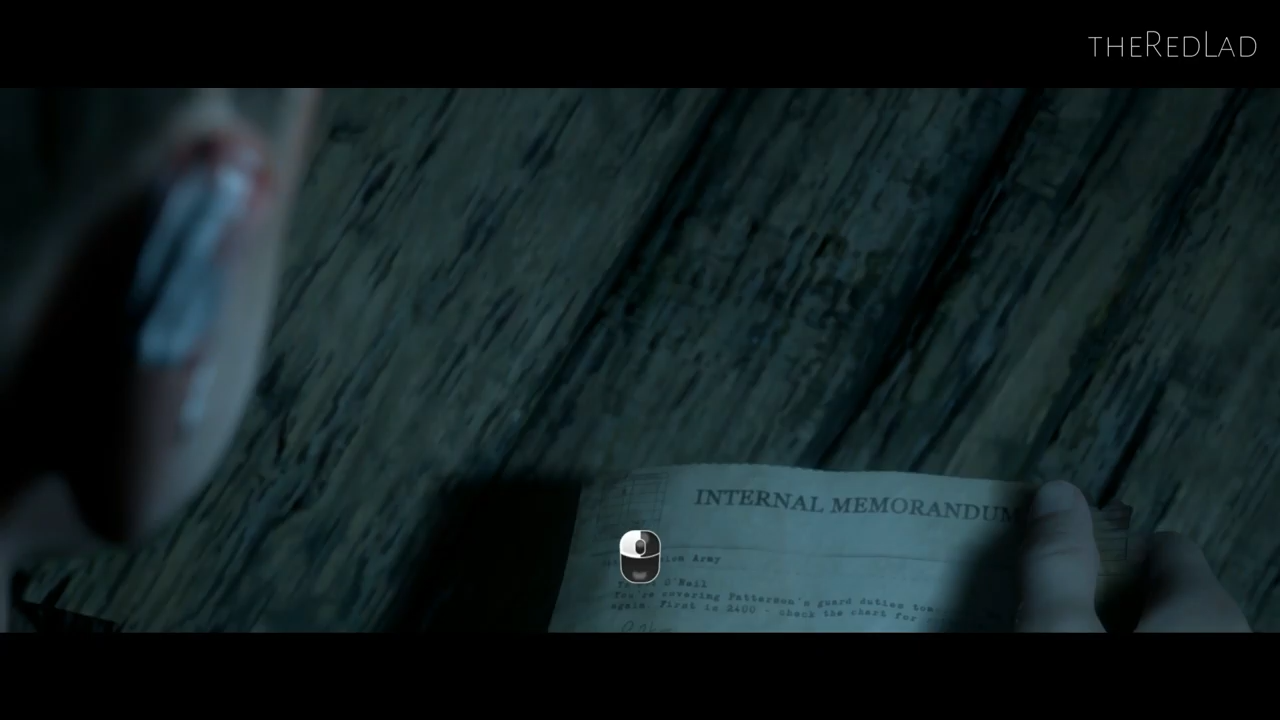 THEREDLAD
INTERNAL MEMORANDUM
Army
O'Neil
You're covering Patterson's guard duties
again. First is 2400 - check the chart for